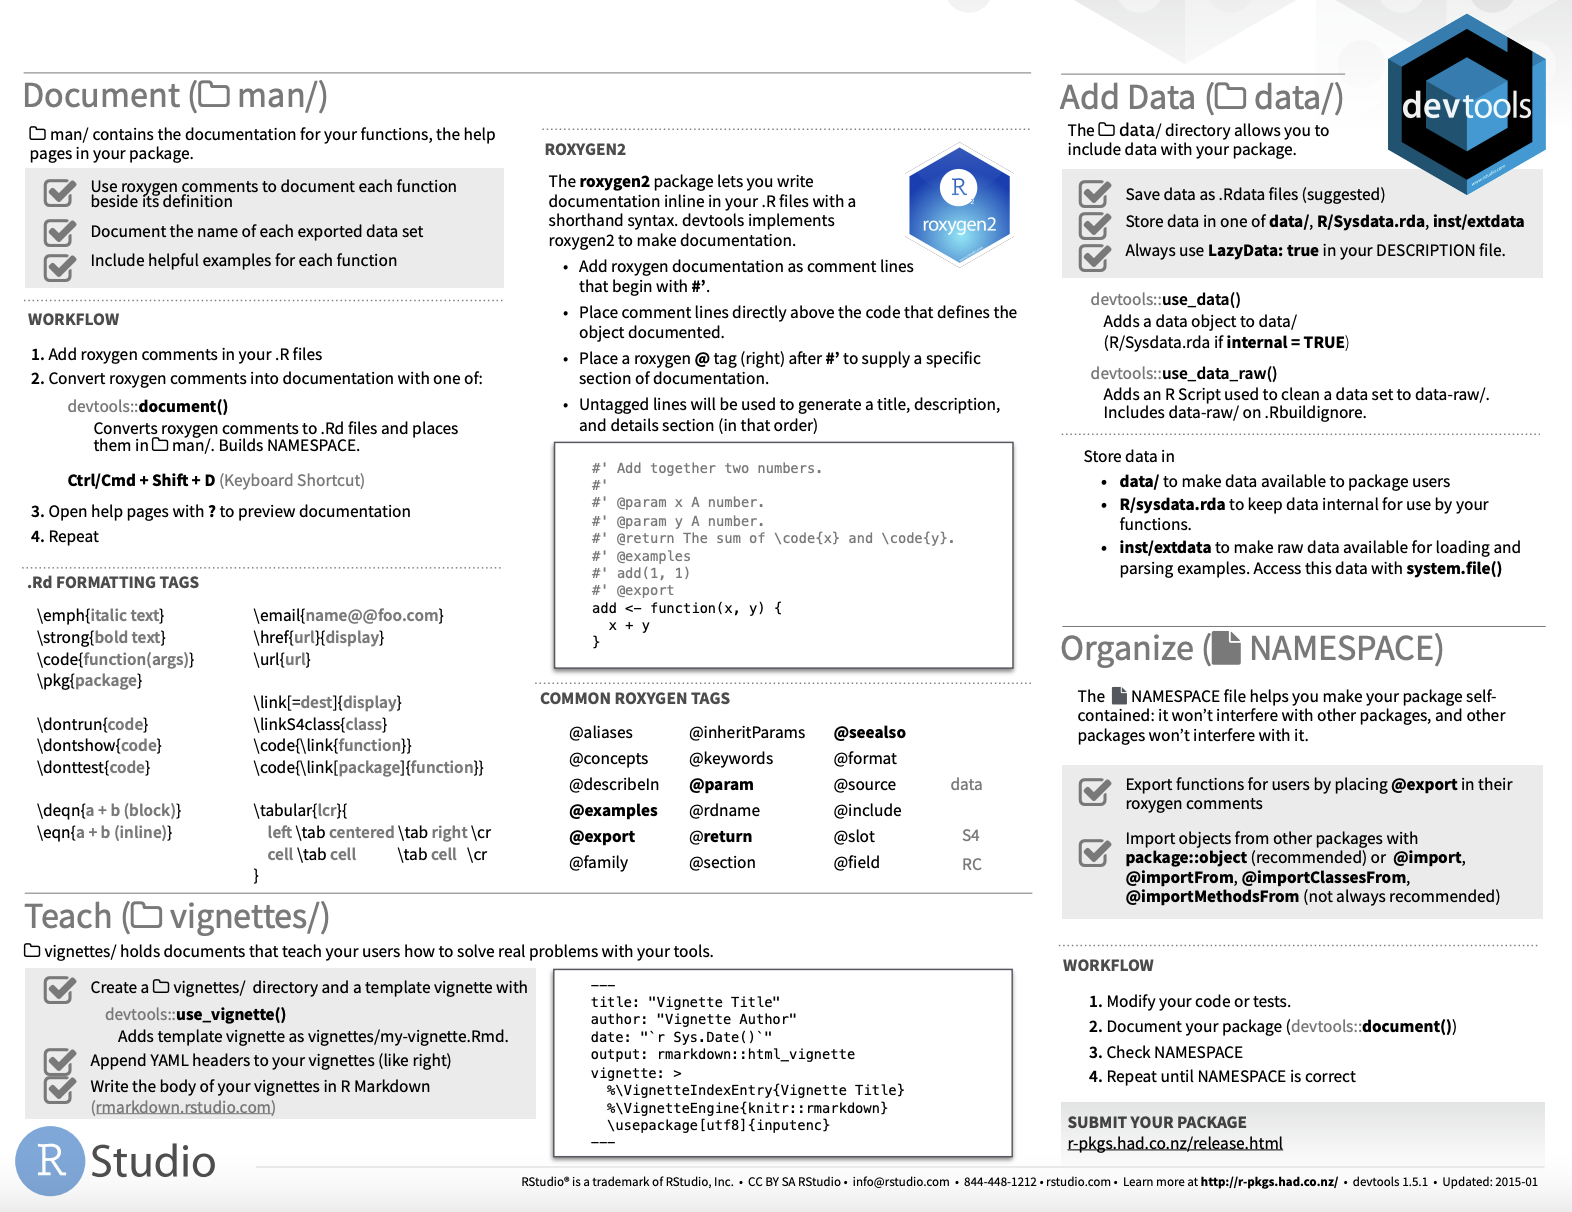 Document ( man/)
man/ contains the documentation for your functions, the help
pages in your package.
Use roxygen comments to document each function
beside its definition
Document the name of each exported data set
Include helpful examples for each function
WORKFLOW
1. Add roxygen comments in your .R files
2. Convert roxygen comments into documentation with one of:
devtools::document()
Converts roxygen comments to .Rd files and places
them in man/. Builds NAMESPACE.
Ctrl/Cmd + Shift + D (Keyboard Shortcut)
3. Open help pages with ? to preview documentation
4. Repeat
.Rd FORMATTING TAGS
\emph{italic text}
\strong{bold text}
\code{function(args)}
\pkg{package}
\dontrun{code}
\dontshow{code}
\donttest{code}
\deqn{a + b (block)}
\eqn{a + b (inline)}
\email{name@@foo.com}
\href{url}{display}
\url{url}
\link[=dest]{display}
\linkS4class{class}
\code{\link{function}}
\code{\link[package]{function}}
\tabular{lcr}{
left \tab centered \tab right \cr
cell \tab cell \tab cell \cr
}
ROXYGEN2
The roxygen2 package lets you write
documentation inline in your .R files with a
shorthand syntax. devtools implements
roxygen2 to make documentation.
R
roxygen2
• Add roxygen documentation as comment lines
that begin with #’.
• Place comment lines directly above the code that defines the
object documented.
• Place a roxygen @ tag (right) after #’ to supply a specific
section of documentation.
• Untagged lines will be used to generate a title, description,
and details section (in that order)
#' Add together two numbers.
#'
#' @param x A number.
#' @param y A number.
#' @return The sum of \code{x} and \code{y}.
#' @examples
#' add(1, 1)
#' @export
add <- function(x, y) {
x + y
}
COMMON ROXYGEN TAGS
@aliases @inheritParams @seealso
@concepts @keywords @format
@describeIn @param @source data
@examples @rdname @include
@export @return @slot S4
@family @section @field RC
Teach ( vignettes/)
vignettes/ holds documents that teach your users how to solve real problems with your tools.
Create a vignettes/ directory and a template vignette with
devtools::use_vignette()
Adds template vignette as vignettes/my-vignette.Rmd.
Append YAML headers to your vignettes (like right)
Write the body of your vignettes in R Markdown
(rmarkdown.rstudio.com)
---
title: "Vignette Title"
author: "Vignette Author"
date: "`r Sys.Date()`"
output: rmarkdown::html_vignette
vignette: >
%\VignetteIndexEntry{Vignette Title}
%\VignetteEngine{knitr::rmarkdown}
\usepackage[utf8]{inputenc}
---
Add Data ( data/)
devtools
The data/ directory allows you to
include data with your package.
Save data as .Rdata files (suggested)
Store data in one of data/, R/Sysdata.rda, inst/extdata
Always use LazyData: true in your DESCRIPTION file.
devtools::use_data()
Adds a data object to data/
(R/Sysdata.rda if internal = TRUE)
devtools::use_data_raw()
Adds an R Script used to clean a data set to data-raw/.
Includes data-raw/ on .Rbuildignore.
Store data in
• data/ to make data available to package users
• R/sysdata.rda to keep data internal for use by your
functions.
• inst/extdata to make raw data available for loading and
parsing examples. Access this data with system.file()
Organize ( NAMESPACE)
The NAMESPACE file helps you make your package self-
contained: it won’t interfere with other packages, and other
packages won’t interfere with it.
Export functions for users by placing @export in their
roxygen comments
Import objects from other packages with
package::object (recommended) or @import,
@importFrom, @importClassesFrom,
@importMethodsFrom (not always recommended)
WORKFLOW
1. Modify your code or tests.
2. Document your package (devtools::document())
3. Check NAMESPACE
4. Repeat until NAMESPACE is correct
SUBMIT YOUR PACKAGE
r-pkgs.had.co.nz/release.html
R Studio
RStudio® is a trademark of RStudio, Inc. • CC BY SA RStudio • info@rstudio.com • 844-448-1212 • rstudio.com • Learn more at http://r-pkgs.had.co.nz/ • devtools 1.5.1 • Updated: 2015-01